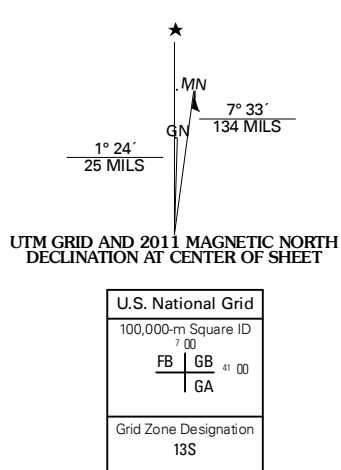 ★
MN
GN
7° 33´
134 MILS
1° 24´
25 MILS
UTM GRID AND 2011 MAGNETIC NORTH
DECLINATION AT CENTER OF SHEET
U.S. National Grid
100,000-m Square ID
7 00
FB GB 41 00
GA
Grid Zone Designation
13S